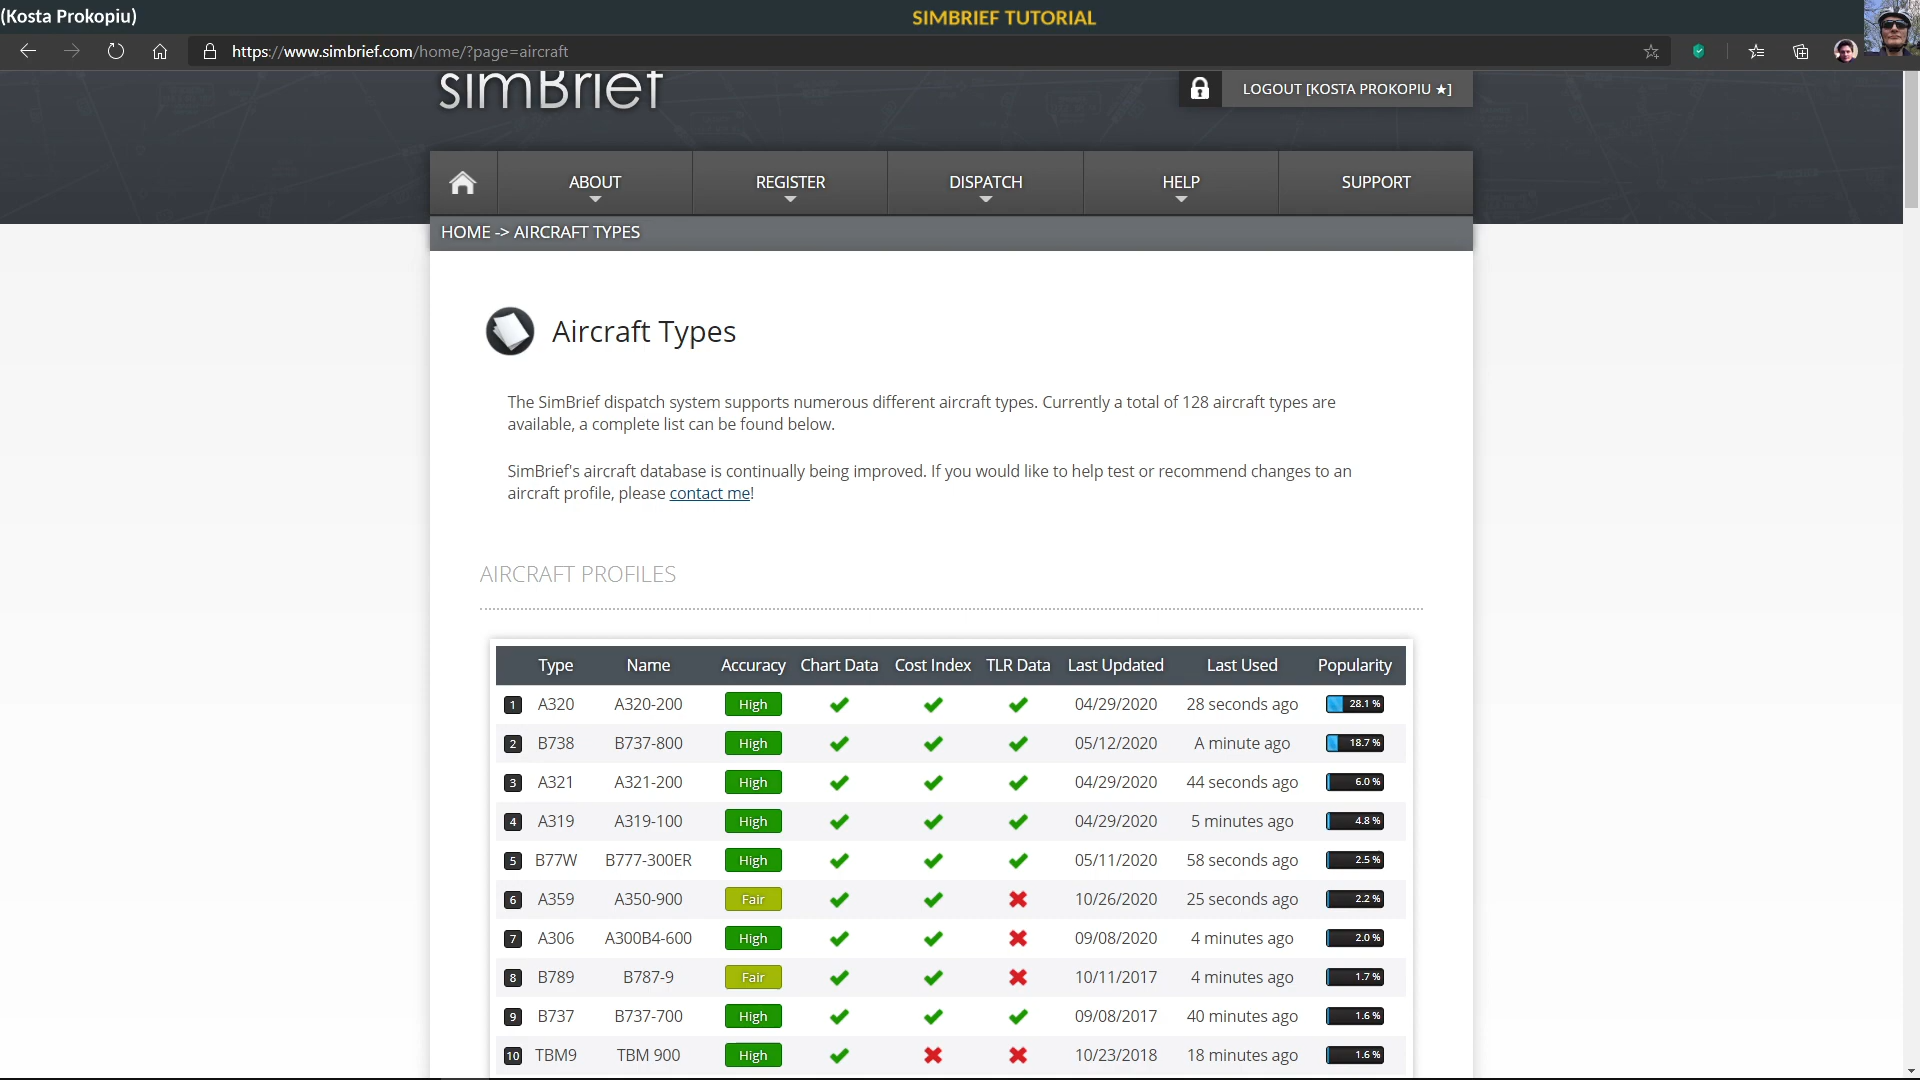 (Kosta Prokopiu)
SIMBRIEF TUTORIAL
https://www.simbrief.com/home/?page=aircraft
simBrief
LOGOUT [KOSTA PROKOPIU ★]
ABOUT REGISTER DISPATCH HELP SUPPORT
HOME -> AIRCRAFT TYPES
Aircraft Types
The SimBrief dispatch system supports numerous different aircraft types. Currently a total of 128 aircraft types are
available, a complete list can be found below.
SimBrief's aircraft database is continually being improved. If you would like to help test or recommend changes to an
aircraft profile, please contact me!
AIRCRAFT PROFILES
Type Name Accuracy Chart Data Cost Index TLR Data Last Updated Last Used Popularity
1 A320 A320-200 High 04/29/2020 28 seconds ago 28.1 %
2 B738 B737-800 High 05/12/2020 A minute ago 18.7 %
3 A321 A321-200 High 04/29/2020 44 seconds ago 6.0 %
4 A319 A319-100 High 04/29/2020 5 minutes ago 4.8 %
5 B77W B777-300ER High 05/11/2020 58 seconds ago 2.5 %
6 A359 A350-900 Fair 10/26/2020 25 seconds ago 2.2 %
7 A306 A300B4-600 High 09/08/2020 4 minutes ago 2.0 %
8 B789 B787-9 Fair 10/11/2017 4 minutes ago 1.7 %
9 B737 B737-700 High 09/08/2017 40 minutes ago 1.6 %
10 TBM9 TBM 900 High 10/23/2018 18 minutes ago 1.6 %